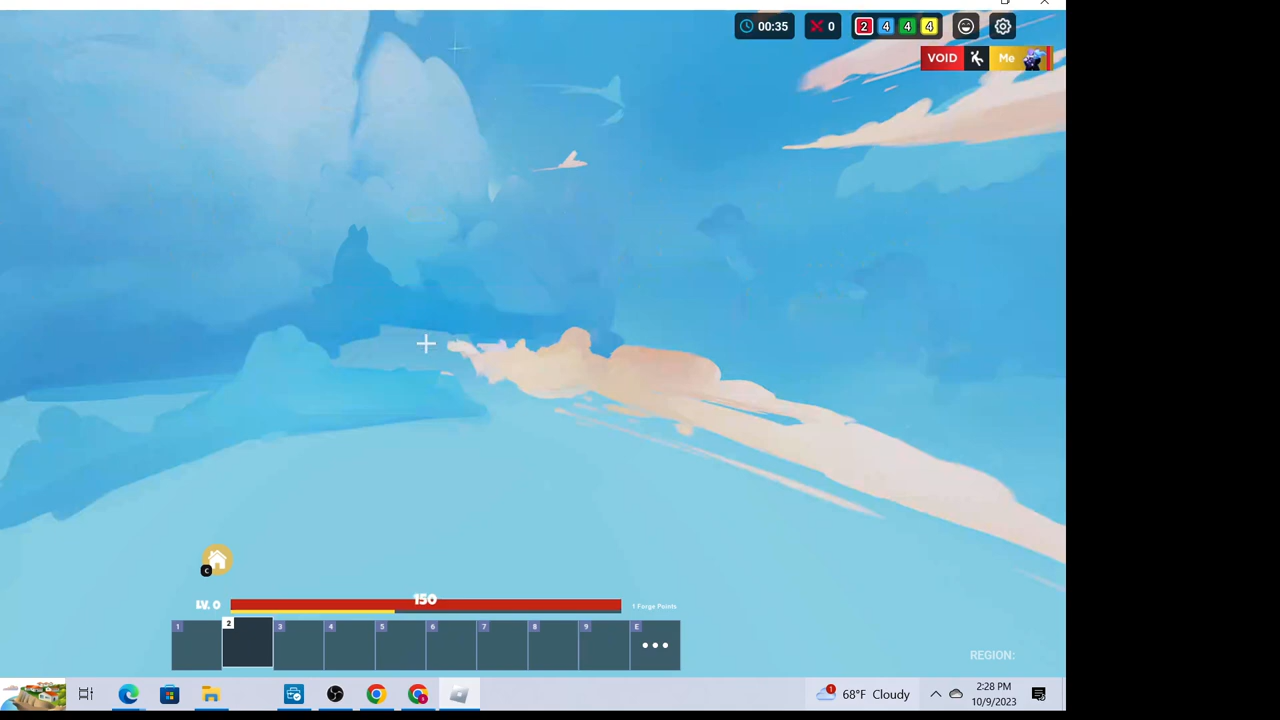 00:35 0 2 4 4 4
VOID Me
C
LV. 0 150 1 Forge Points
1 2 3 4 5 6 7 8 9 E
REGION:
1 68°F Cloudy 2:28 PM
10/9/2023